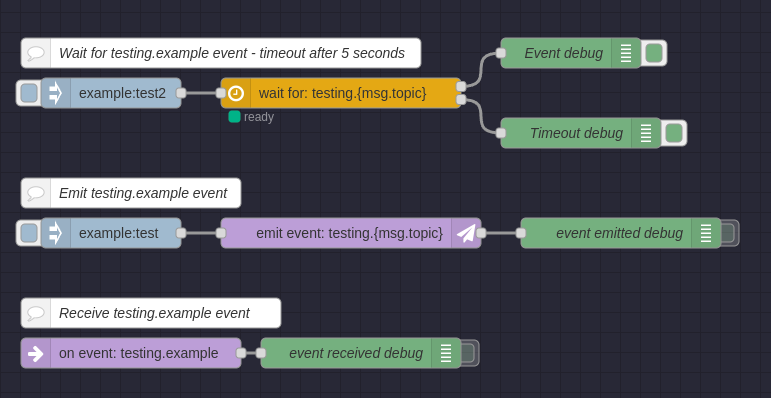 Wait for testing.example event - timeout after 5 seconds
Event debug
example:test2
wait for: testing.{msg.topic}
ready
Timeout debug
Emit testing.example event
example:test
emit event: testing.{msg.topic}
event emitted debug
Receive testing.example event
on event: testing.example
event received debug